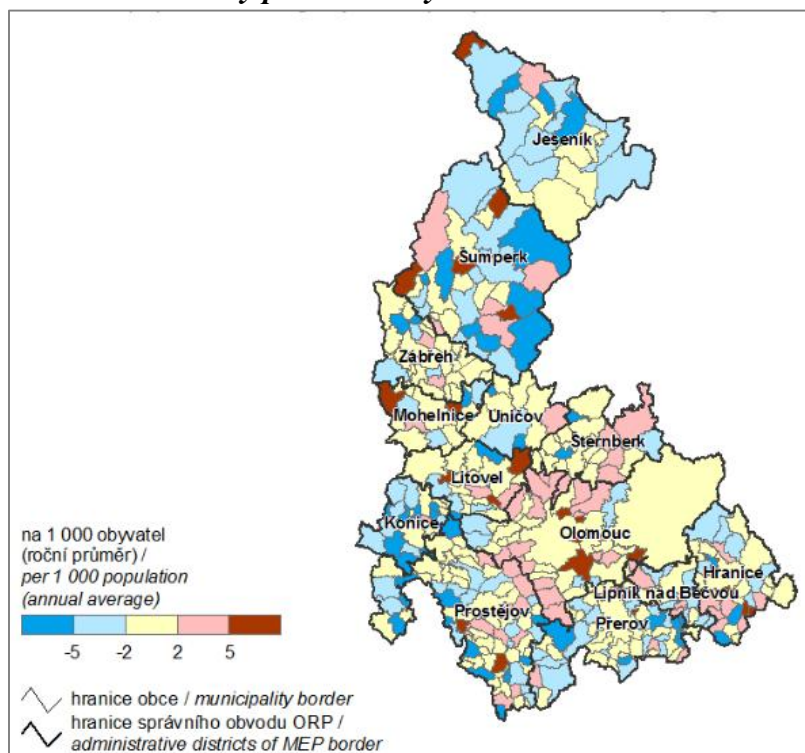 Jeseník
Šumperk
Zábřeh
Mohelnice
Uničov
Šternberk
Litovel
Konice
Olomouc
Hranice
Lipník nad Bečvou
Prostějov
Přerov
na 1 000 obyvatel
(roční průměr) /
per 1 000 population
(annual average)
-5 -2 2 5
hranice obce / municipality border
hranice správního obvodu ORP /
administrative districts of MEP border